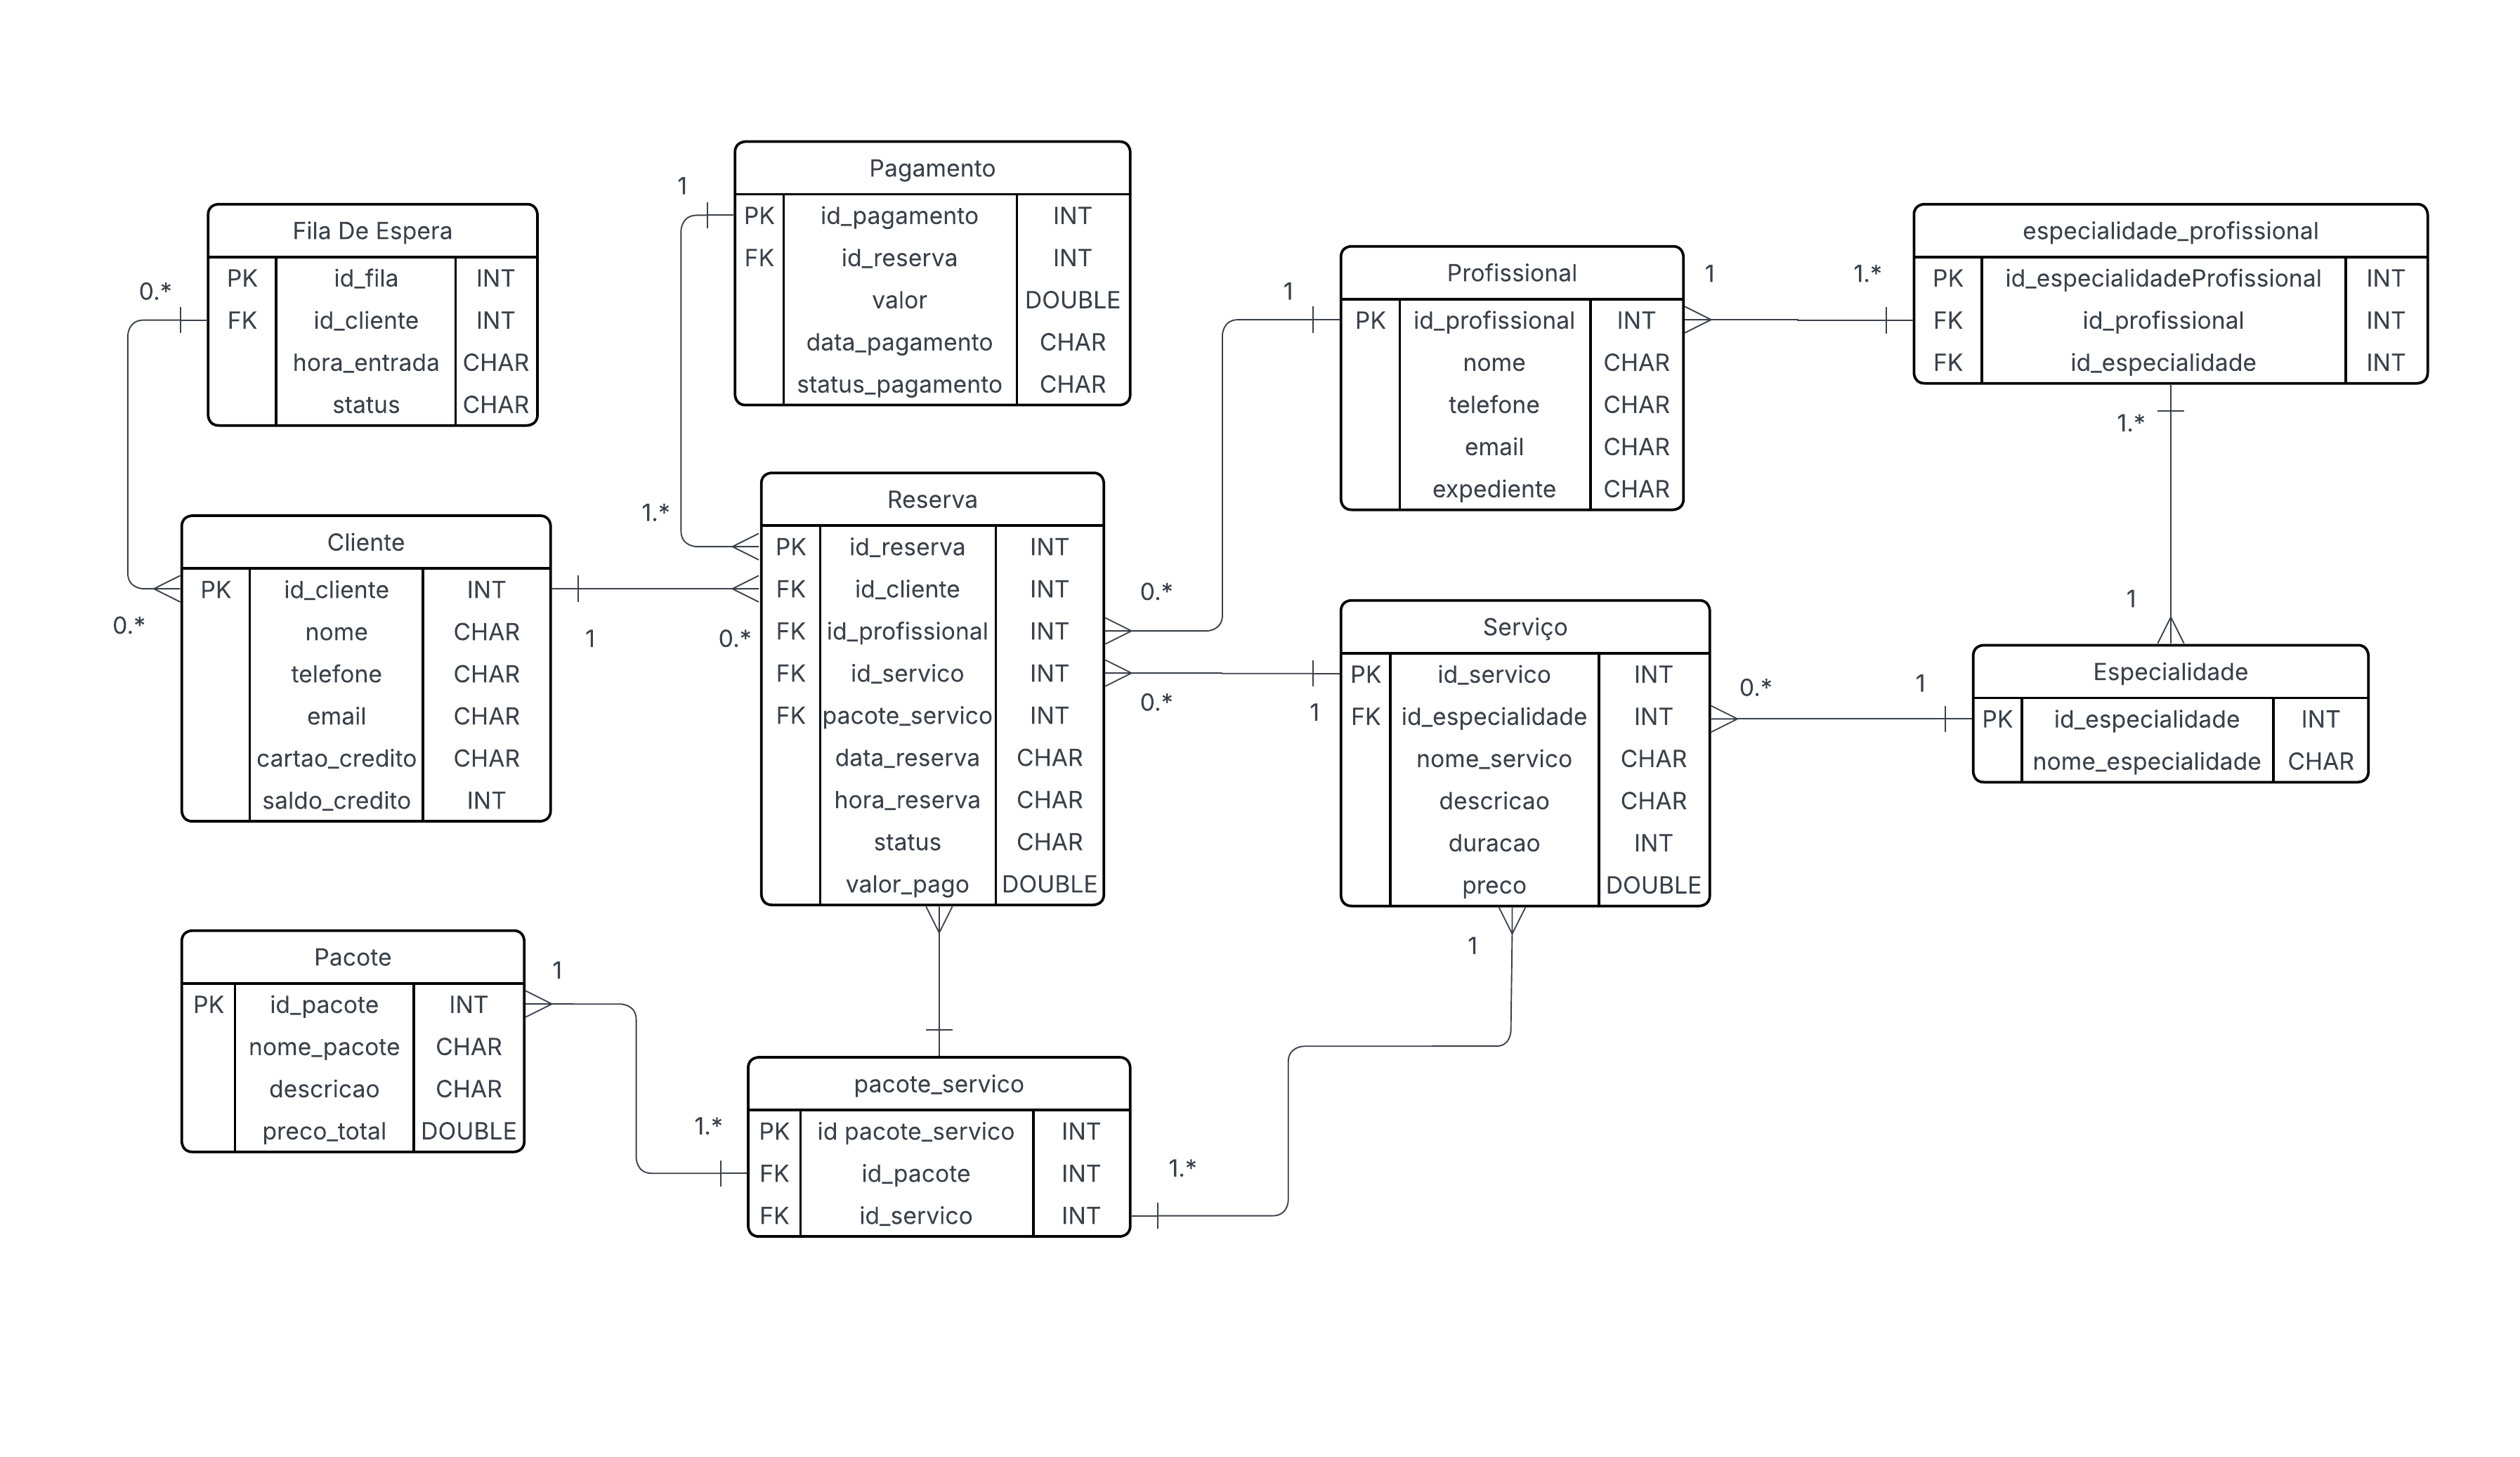 Fila De Espera
PK id_fila INT
FK id_cliente INT
hora_entrada CHAR
status CHAR
0.*
0.*
Cliente
PK id_cliente INT
nome CHAR
telefone CHAR
email CHAR
cartao_credito CHAR
saldo_credito INT
1
0.*
Pagamento
PK id_pagamento INT
FK id_reserva INT
valor DOUBLE
data_pagamento CHAR
status_pagamento CHAR
1
1.*
Reserva
PK id_reserva INT
FK id_cliente INT
FK id_profissional INT
FK id_servico INT
FK pacote_servico INT
data_reserva CHAR
hora_reserva CHAR
status CHAR
valor_pago DOUBLE
0.*
1
0.*
1
Profissional
PK id_profissional INT
nome CHAR
telefone CHAR
email CHAR
expediente CHAR
1
1.*
especialidade_profissional
PK id_especialidadeProfissional INT
FK id_profissional INT
FK id_especialidade INT
1.*
1
Serviço
PK id_servico INT
FK id_especialidade INT
nome_servico CHAR
descricao CHAR
duracao INT
preco DOUBLE
0.*
1
Especialidade
PK id_especialidade INT
nome_especialidade CHAR
Pacote
PK id_pacote INT
nome_pacote CHAR
descricao CHAR
preco_total DOUBLE
1
1.*
pacote_servico
PK id pacote_servico INT
FK id_pacote INT
FK id_servico INT
1.*
1